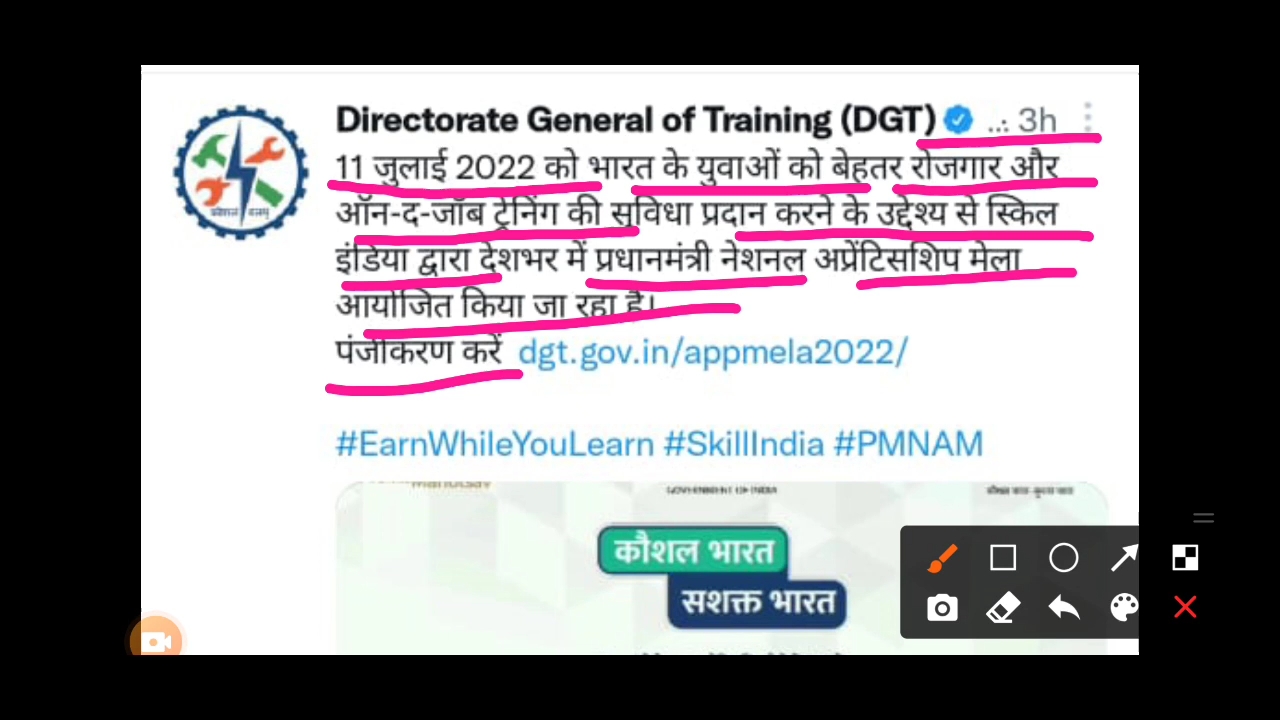 Directorate General of Training (DGT) ... 3h
11 जुलाई 2022 को भारत के युवाओं को बेहतर रोजगार और
ऑन-द-जॉब ट्रेनिंग की सुविधा प्रदान करने के उद्देश्य से स्किल
इंडिया द्वारा देशभर में प्रधानमंत्री नेशनल अप्रेंटिसशिप मेला
आयोजित किया जा रहा है।
पंजीकरण करें dgt.gov.in/appmela2022/
#EarnWhileYouLearn #SkillIndia #PMNAM
GOVERNMENT OF INDIA
कौशल भारत
सशक्त भारत